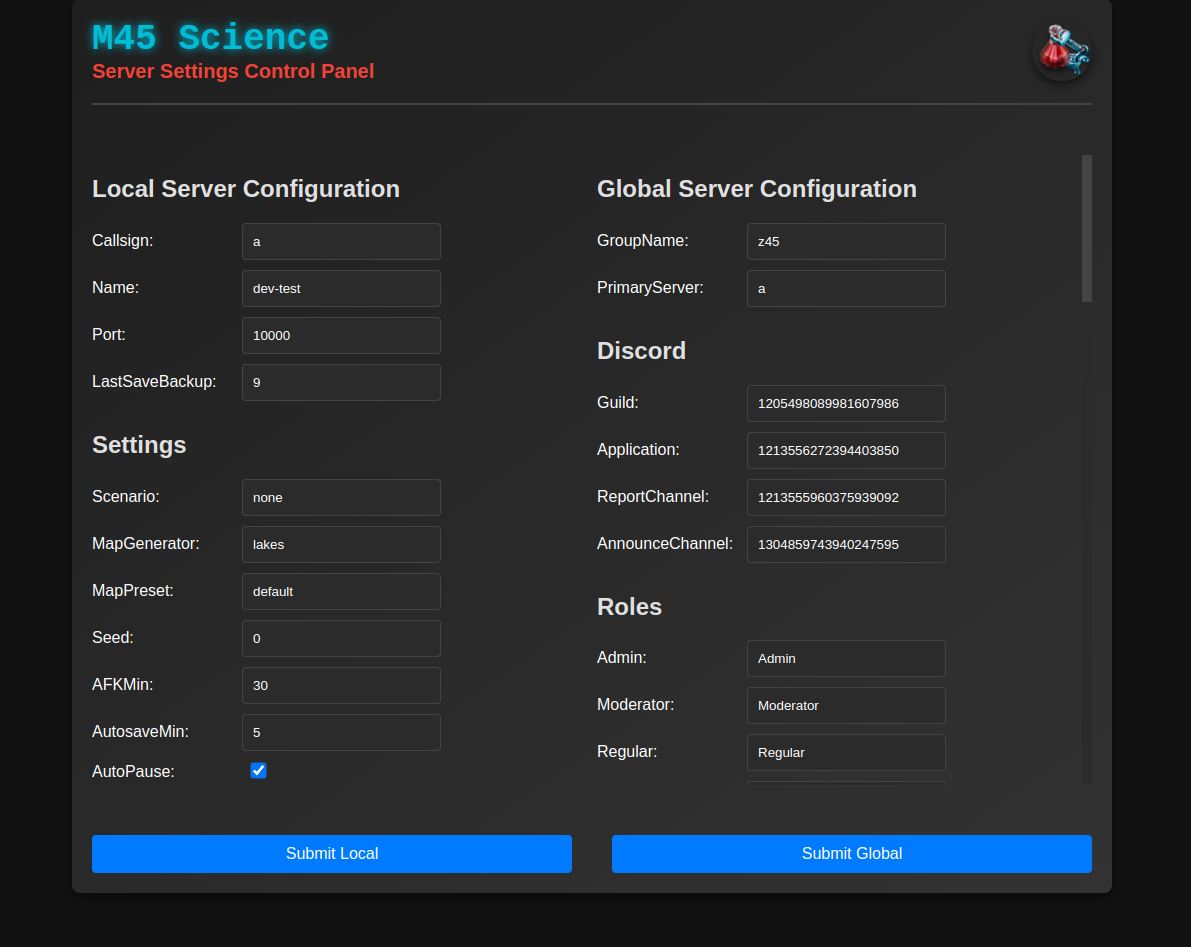 M45 Science
Server Settings Control Panel
Local Server Configuration
Callsign: a
Name: dev-test
Port: 10000
LastSaveBackup: 9
Settings
Scenario: none
MapGenerator: lakes
MapPreset: default
Seed: 0
AFKMin: 30
AutosaveMin: 5
AutoPause:
Global Server Configuration
GroupName: z45
PrimaryServer: a
Discord
Guild: 1205498089981607986
Application: 1213556272394403850
ReportChannel: 1213555960375939092
AnnounceChannel: 1304859743940247595
Roles
Admin: Admin
Moderator: Moderator
Regular: Regular
Submit Local
Submit Global